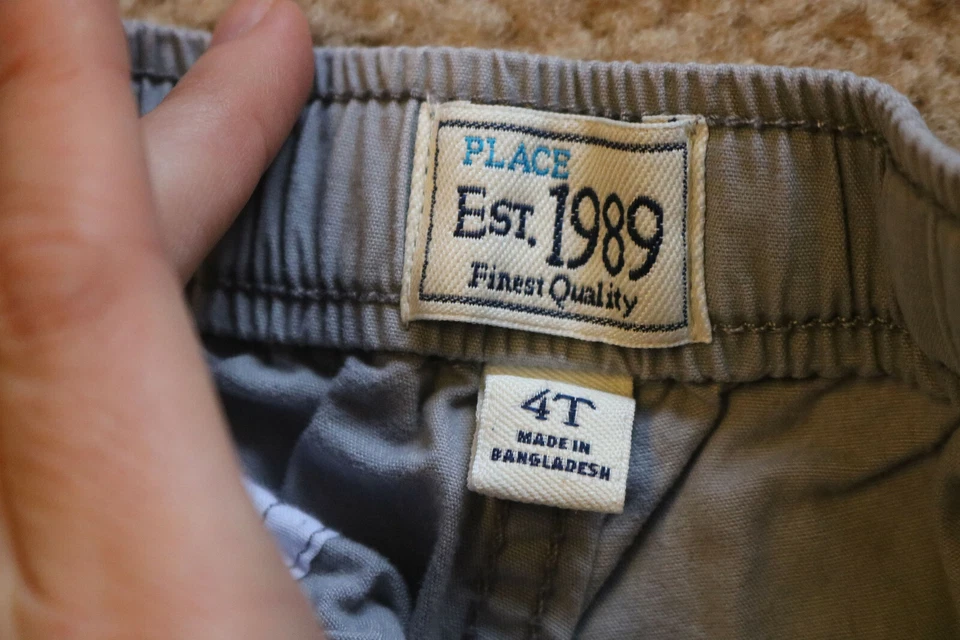 PLACE
EST. 1989
Finest Quality
4T
MADE IN
BANGLADESH